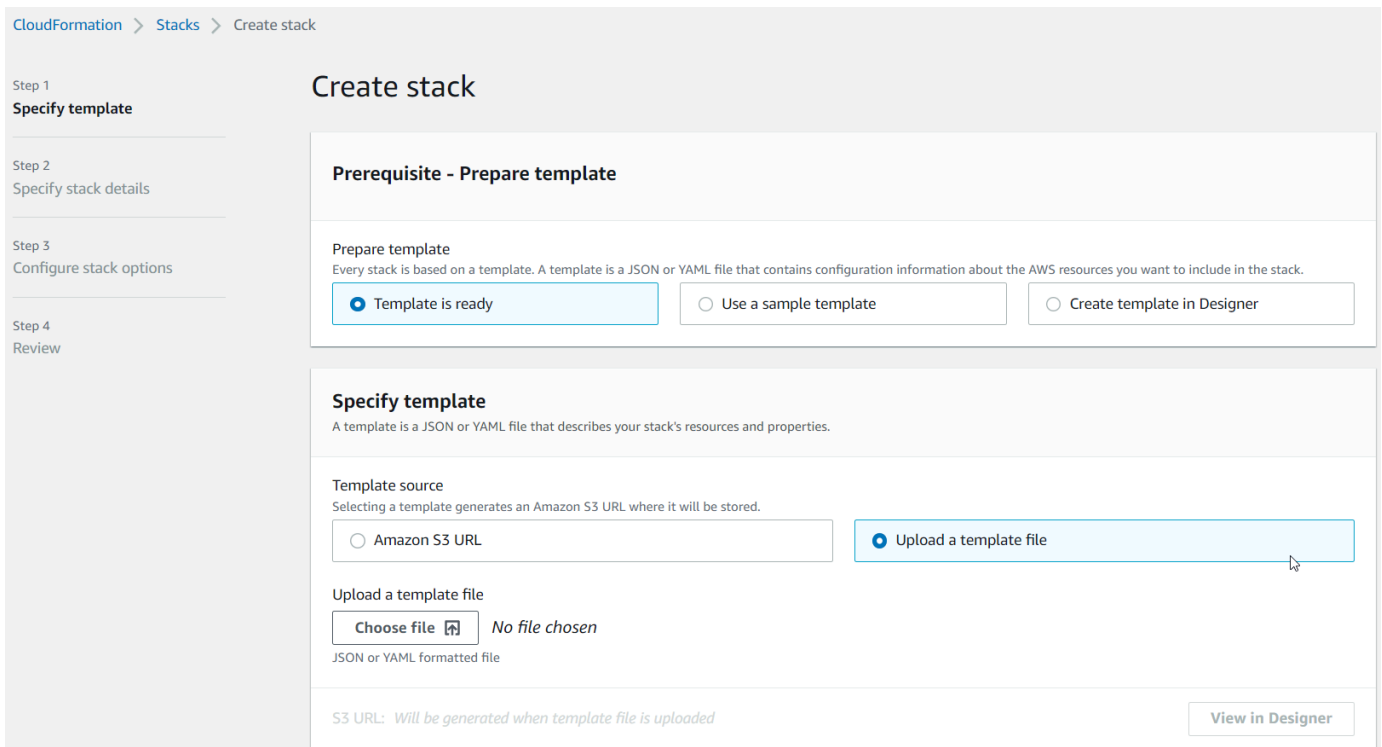 CloudFormation > Stacks > Create stack
Step 1
Specify template
Step 2
Specify stack details
Step 3
Configure stack options
Step 4
Review
Create stack
Prerequisite - Prepare template
Prepare template
Every stack is based on a template. A template is a JSON or YAML file that contains configuration information about the AWS resources you want to include in the stack.
Template is ready
Use a sample template
Create template in Designer
Specify template
A template is a JSON or YAML file that describes your stack's resources and properties.
Template source
Selecting a template generates an Amazon S3 URL where it will be stored.
Amazon S3 URL
Upload a template file
Upload a template file
Choose file No file chosen
JSON or YAML formatted file
S3 URL: Will be generated when template file is uploaded
View in Designer